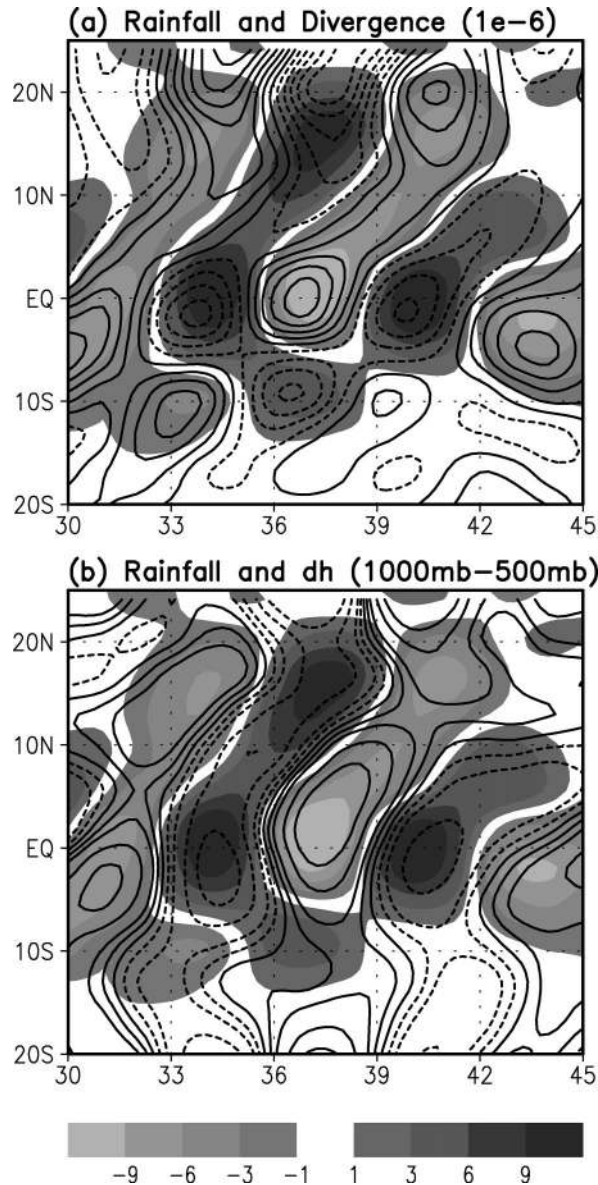 (a) Rainfall and Divergence (1e-6)
20N
10N
EQ
10S
20S
30 33 36 39 42 45
(b) Rainfall and dh (1000mb-500mb)
20N
10N
EQ
10S
20S
30 33 36 39 42 45
-9 -6 -3 -1 1 3 6 9